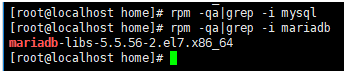 [root@localhost home]# rpm -qa|grep -i mysql
[root@localhost home]# rpm -qa|grep -i mariadb
mariadb-libs-5.5.56-2.el7.x86_64
[root@localhost home]#